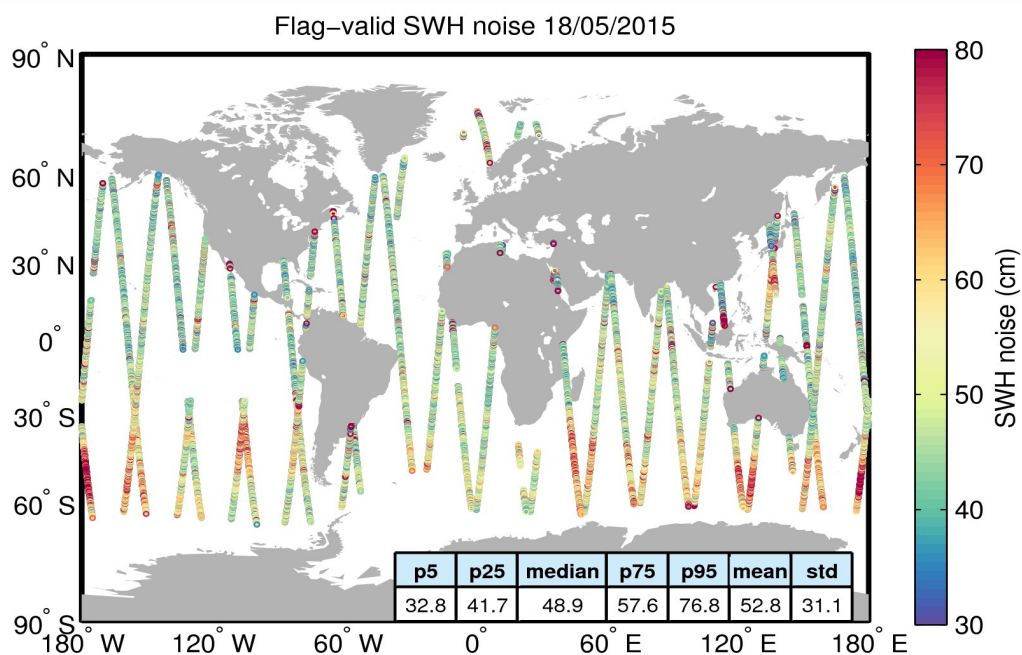 Flag−valid SWH noise 18/05/2015
90° N
60° N
30° N
0°
30° S
60° S
90° S
180° W
120° W
60° W
0°
60° E
120° E
180° E
80
70
60
50
40
30
SWH noise (cm)
p5 p25 median p75 p95 mean std
32.8 41.7 48.9 57.6 76.8 52.8 31.1